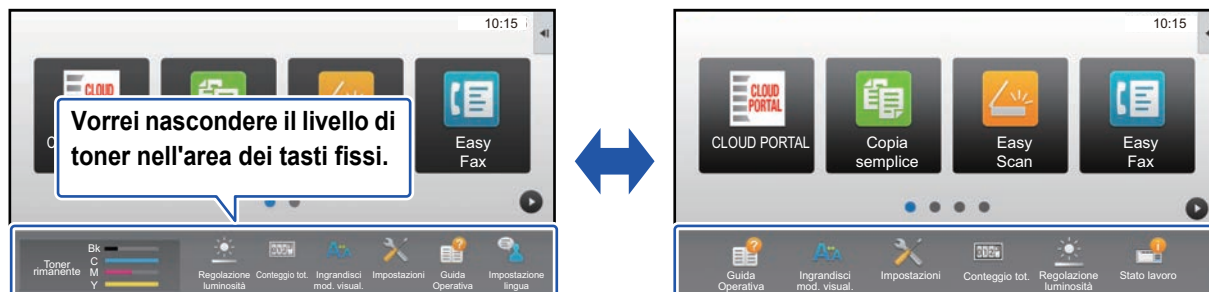 10:15
CLOUD
Vorrei nascondere il livello di
toner nell'area dei tasti fissi.
Easy
Fax
Toner
rimanente
Bk
C
M
Y
Regolazione
luminosità
Conteggio tot.
Ingrandisci
mod. visual.
Impostazioni
Guida
Operativa
Impostazione
lingua
10:15
CLOUD
PORTAL
CLOUD PORTAL
Copia
semplice
Easy
Scan
Easy
Fax
Guida
Operativa
Ingrandisci
mod. visual.
Impostazioni
Conteggio tot.
Regolazione
luminosità
Stato lavoro